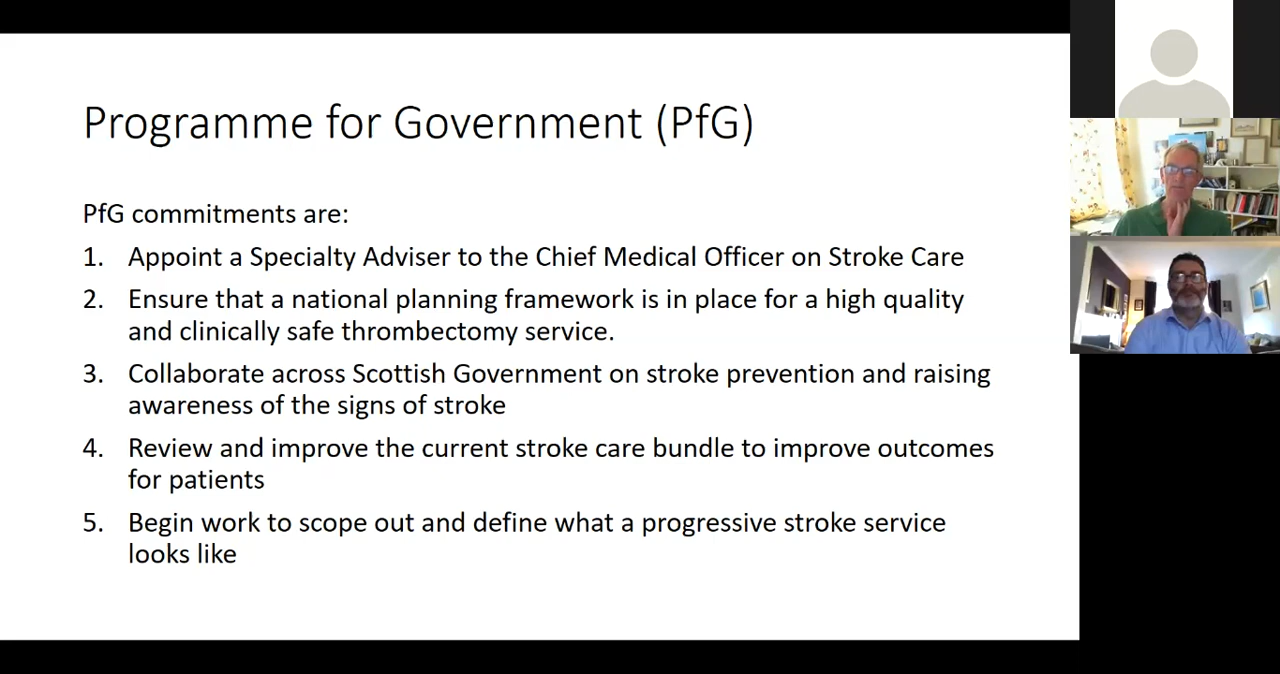 Programme for Government (PfG)
PfG commitments are:
1. Appoint a Specialty Adviser to the Chief Medical Officer on Stroke Care
2. Ensure that a national planning framework is in place for a high quality
and clinically safe thrombectomy service.
3. Collaborate across Scottish Government on stroke prevention and raising
awareness of the signs of stroke
4. Review and improve the current stroke care bundle to improve outcomes
for patients
5. Begin work to scope out and define what a progressive stroke service
looks like